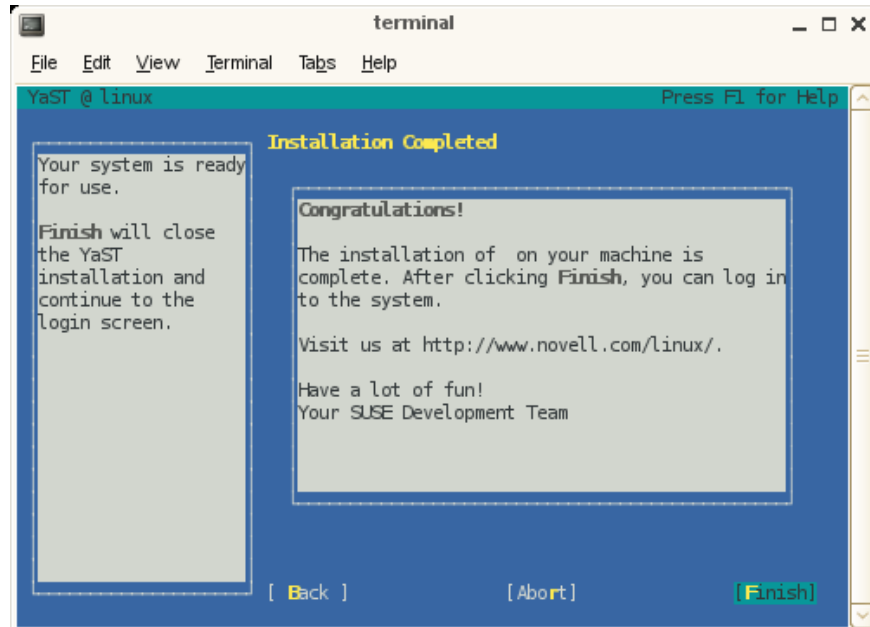 terminal
File Edit View Terminal Tabs Help
YaST @ linux Press F1 for Help
Installation Completed
Your system is ready
for use.
Finish will close
the YaST
installation and
continue to the
login screen.
Congratulations!
The installation of  on your machine is
complete. After clicking Finish, you can log in
to the system.
Visit us at http://www.novell.com/linux/.
Have a lot of fun!
Your SUSE Development Team
[ Back ] [Abort] [Finish]